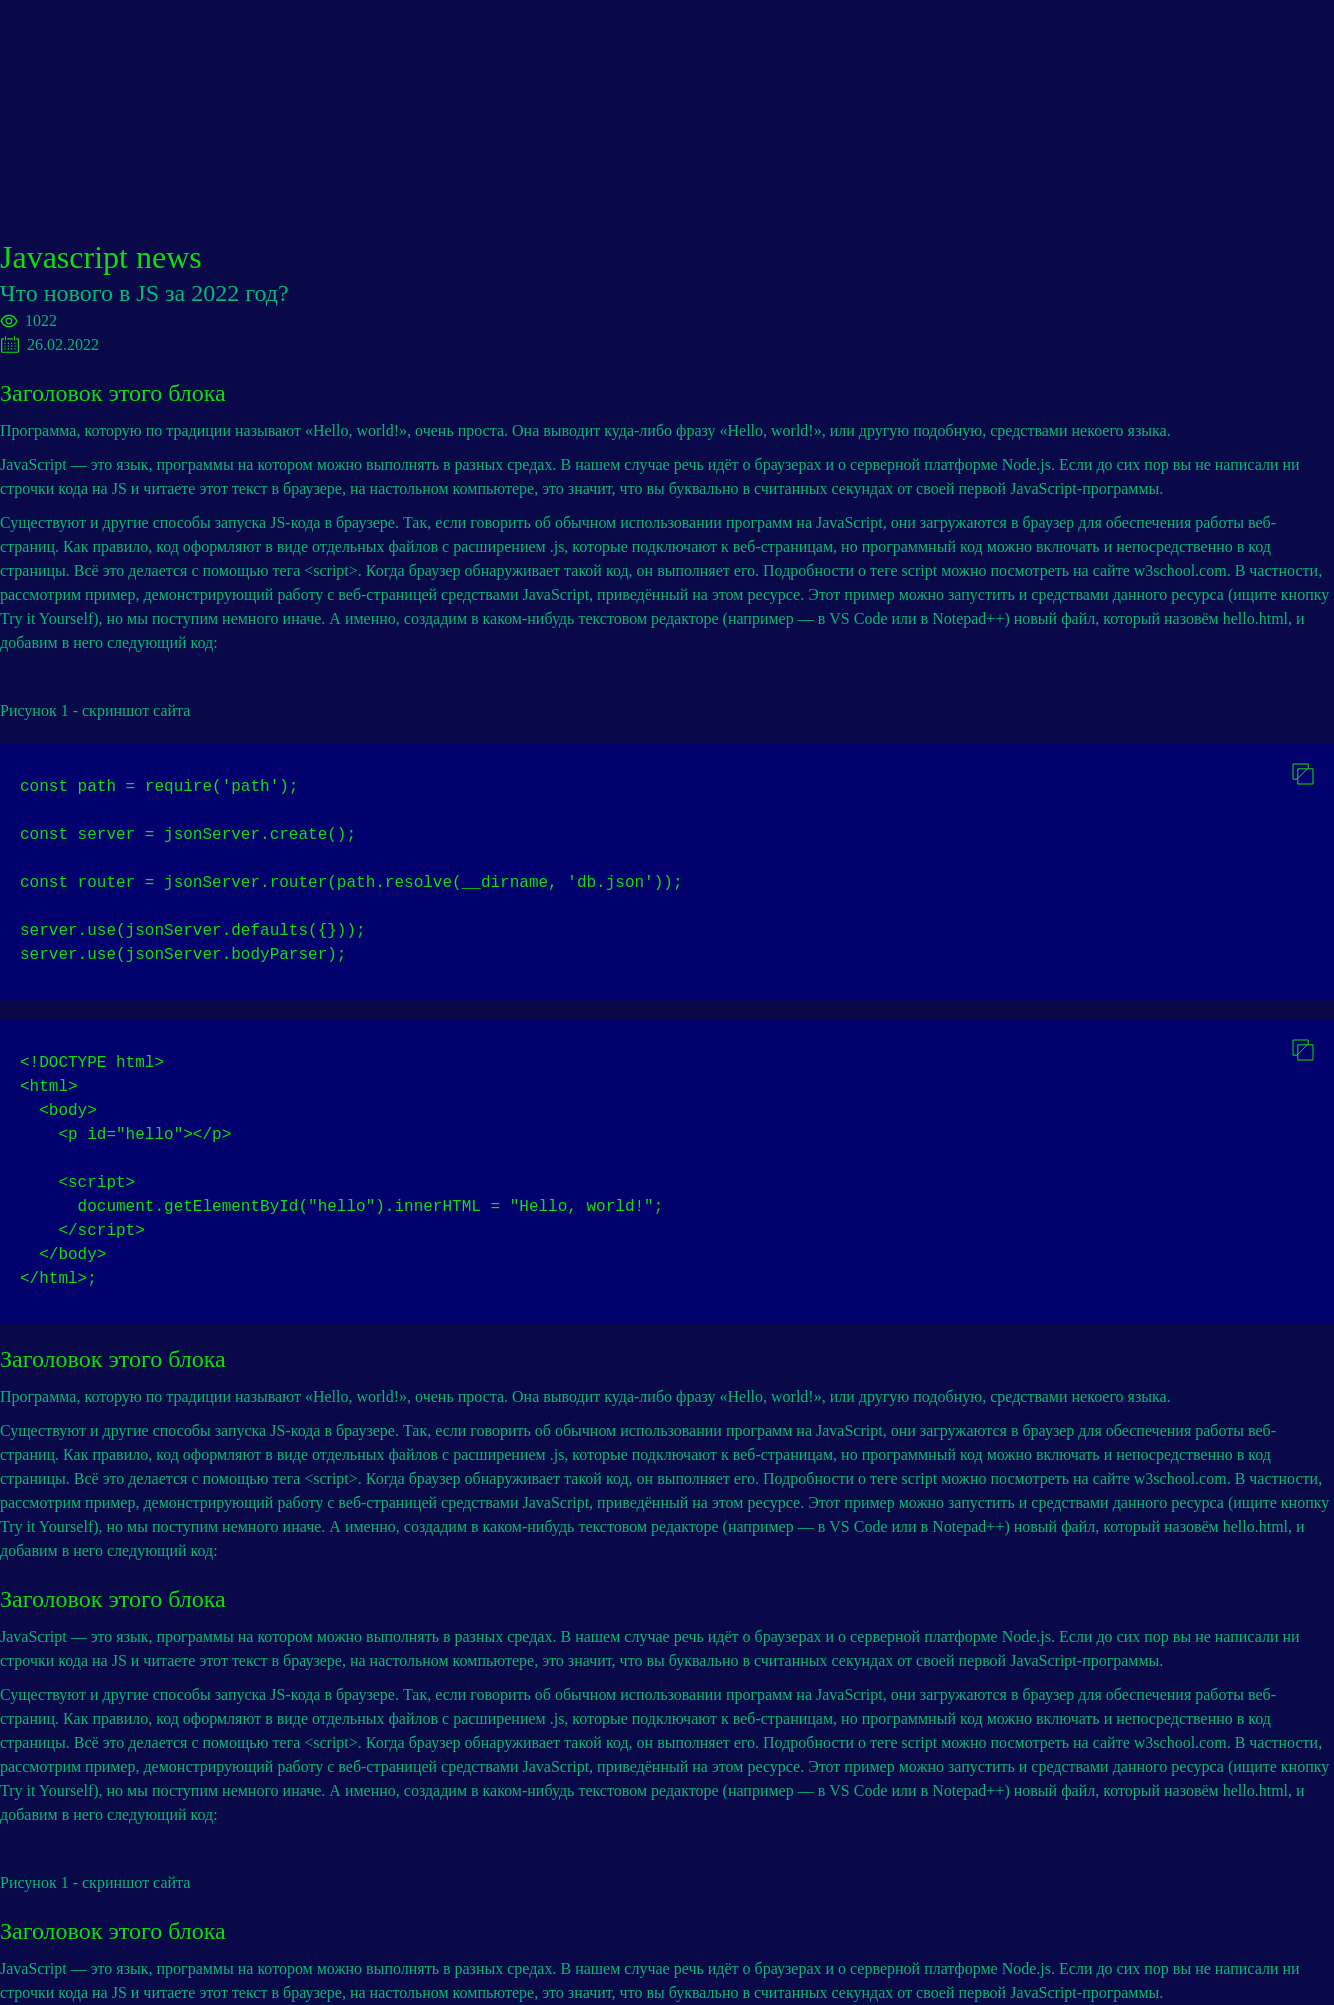 Javascript news
Что нового в JS за 2022 год?
1022
26.02.2022
Заголовок этого блока
Программа, которую по традиции называют «Hello, world!», очень проста. Она выводит куда-либо фразу «Hello, world!», или другую подобную, средствами некоего языка.
JavaScript — это язык, программы на котором можно выполнять в разных средах. В нашем случае речь идёт о браузерах и о серверной платформе Node.js. Если до сих пор вы не написали ни
строчки кода на JS и читаете этот текст в браузере, на настольном компьютере, это значит, что вы буквально в считанных секундах от своей первой JavaScript-программы.
Существуют и другие способы запуска JS-кода в браузере. Так, если говорить об обычном использовании программ на JavaScript, они загружаются в браузер для обеспечения работы веб-
страниц. Как правило, код оформляют в виде отдельных файлов с расширением .js, которые подключают к веб-страницам, но программный код можно включать и непосредственно в код
страницы. Всё это делается с помощью тега <script>. Когда браузер обнаруживает такой код, он выполняет его. Подробности о теге script можно посмотреть на сайте w3school.com. В частности,
рассмотрим пример, демонстрирующий работу с веб-страницей средствами JavaScript, приведённый на этом ресурсе. Этот пример можно запустить и средствами данного ресурса (ищите кнопку
Try it Yourself), но мы поступим немного иначе. А именно, создадим в каком-нибудь текстовом редакторе (например — в VS Code или в Notepad++) новый файл, который назовём hello.html, и
добавим в него следующий код:
Рисунок 1 - скриншот сайта
const path = require('path');
const server = jsonServer.create();
const router = jsonServer.router(path.resolve(__dirname, 'db.json'));
server.use(jsonServer.defaults({}));
server.use(jsonServer.bodyParser);
<!DOCTYPE html>
<html>
  <body>
    <p id="hello"></p>
    <script>
      document.getElementById("hello").innerHTML = "Hello, world!";
    </script>
  </body>
</html>;
Заголовок этого блока
Программа, которую по традиции называют «Hello, world!», очень проста. Она выводит куда-либо фразу «Hello, world!», или другую подобную, средствами некоего языка.
Существуют и другие способы запуска JS-кода в браузере. Так, если говорить об обычном использовании программ на JavaScript, они загружаются в браузер для обеспечения работы веб-
страниц. Как правило, код оформляют в виде отдельных файлов с расширением .js, которые подключают к веб-страницам, но программный код можно включать и непосредственно в код
страницы. Всё это делается с помощью тега <script>. Когда браузер обнаруживает такой код, он выполняет его. Подробности о теге script можно посмотреть на сайте w3school.com. В частности,
рассмотрим пример, демонстрирующий работу с веб-страницей средствами JavaScript, приведённый на этом ресурсе. Этот пример можно запустить и средствами данного ресурса (ищите кнопку
Try it Yourself), но мы поступим немного иначе. А именно, создадим в каком-нибудь текстовом редакторе (например — в VS Code или в Notepad++) новый файл, который назовём hello.html, и
добавим в него следующий код:
Заголовок этого блока
JavaScript — это язык, программы на котором можно выполнять в разных средах. В нашем случае речь идёт о браузерах и о серверной платформе Node.js. Если до сих пор вы не написали ни
строчки кода на JS и читаете этот текст в браузере, на настольном компьютере, это значит, что вы буквально в считанных секундах от своей первой JavaScript-программы.
Существуют и другие способы запуска JS-кода в браузере. Так, если говорить об обычном использовании программ на JavaScript, они загружаются в браузер для обеспечения работы веб-
страниц. Как правило, код оформляют в виде отдельных файлов с расширением .js, которые подключают к веб-страницам, но программный код можно включать и непосредственно в код
страницы. Всё это делается с помощью тега <script>. Когда браузер обнаруживает такой код, он выполняет его. Подробности о теге script можно посмотреть на сайте w3school.com. В частности,
рассмотрим пример, демонстрирующий работу с веб-страницей средствами JavaScript, приведённый на этом ресурсе. Этот пример можно запустить и средствами данного ресурса (ищите кнопку
Try it Yourself), но мы поступим немного иначе. А именно, создадим в каком-нибудь текстовом редакторе (например — в VS Code или в Notepad++) новый файл, который назовём hello.html, и
добавим в него следующий код:
Рисунок 1 - скриншот сайта
Заголовок этого блока
JavaScript — это язык, программы на котором можно выполнять в разных средах. В нашем случае речь идёт о браузерах и о серверной платформе Node.js. Если до сих пор вы не написали ни
строчки кода на JS и читаете этот текст в браузере, на настольном компьютере, это значит, что вы буквально в считанных секундах от своей первой JavaScript-программы.